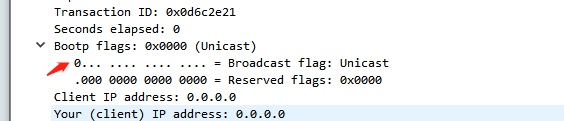 Transaction ID: 0x0d6c2e21
Seconds elapsed: 0
Bootp flags: 0x0000 (Unicast)
0... .... .... .... = Broadcast flag: Unicast
.000 0000 0000 0000 = Reserved flags: 0x0000
Client IP address: 0.0.0.0
Your (client) IP address: 0.0.0.0